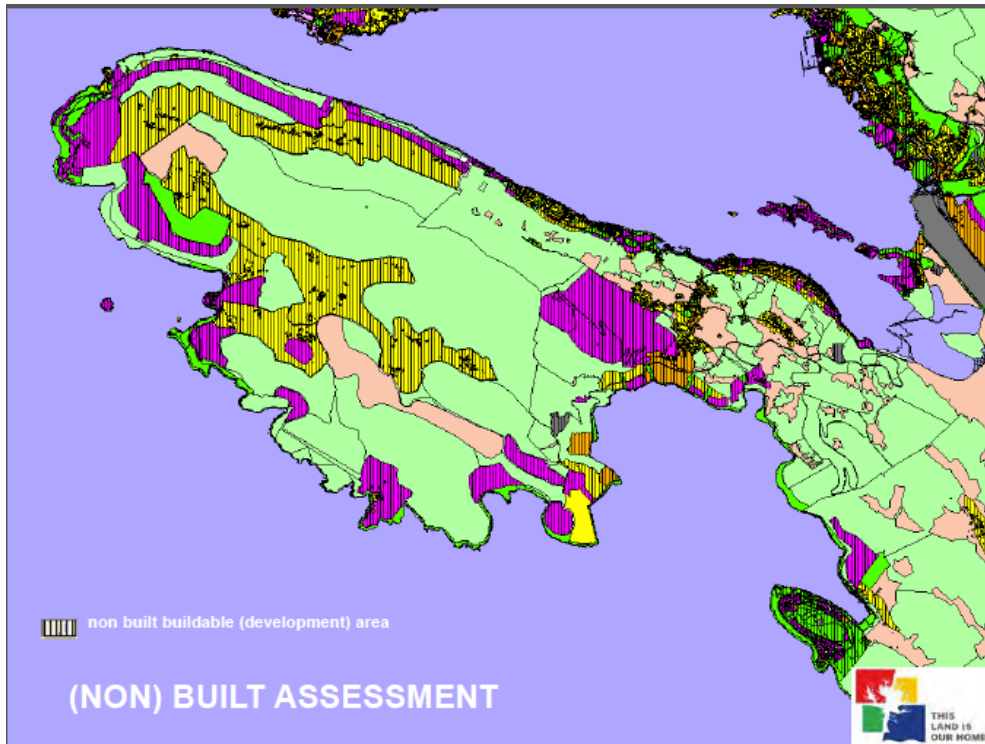 non built buildable (development) area
(NON) BUILT ASSESSMENT
THIS
LAND IS
OUR HOME